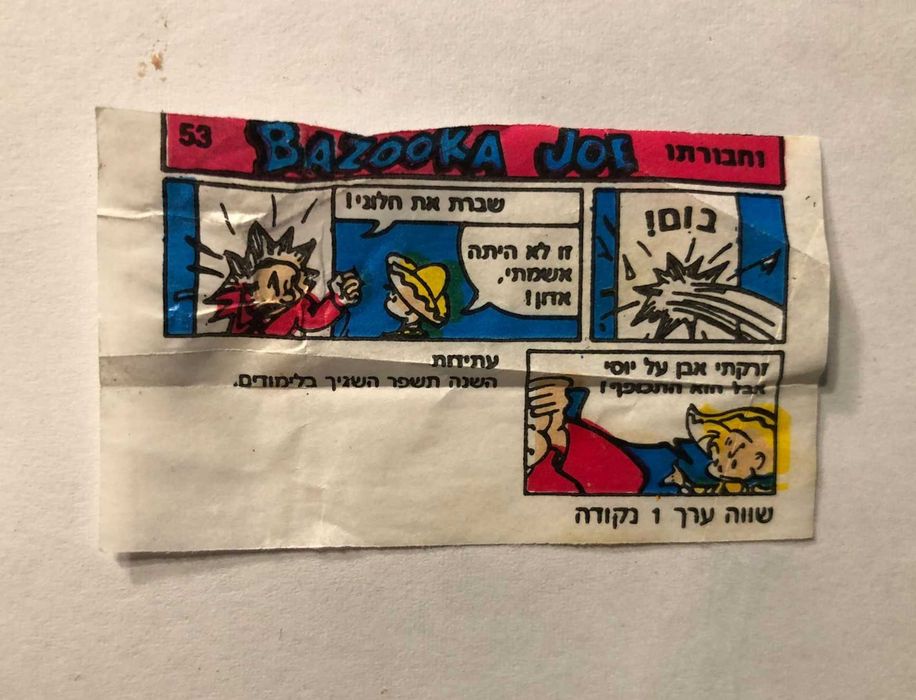 53 BAZOOKA JOE וחבורתו
בום!
שברת את חלוני!
זו לא היתה
אשמתי,
אדון!
זרקתי אבן על יוסי
אבל הוא התכופף!
שווה ערך 1 נקודה
עתידות
השנה תשפר השגיך בלימודים.